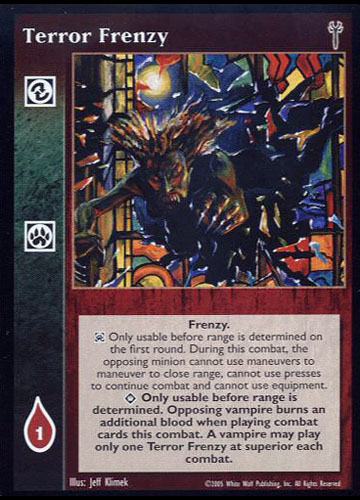 Terror Frenzy
Frenzy.
Only usable before range is determined on
the first round. During this combat, the
opposing minion cannot use maneuvers to
maneuver to close range, cannot use presses
to continue combat and cannot use equipment.
Only usable before range is
determined. Opposing vampire burns an
additional blood when playing combat
cards this combat. A vampire may play
only one Terror Frenzy at superior each
combat.
1
Illus: Jeff Klimek ©2005 White Wolf Publishing, Inc. All Rights Reserved